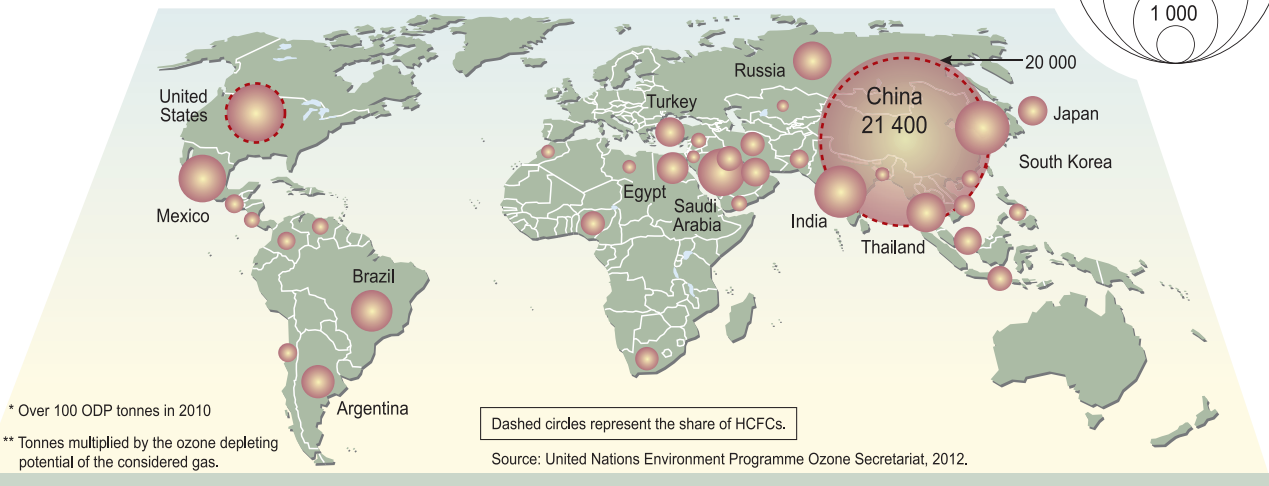 1 000
20 000
Russia
China
21 400
United
States
Turkey
Japan
South Korea
Egypt
Saudi
Arabia
Mexico
India
Thailand
Brazil
Argentina
* Over 100 ODP tonnes in 2010
** Tonnes multiplied by the ozone depleting
potential of the considered gas.
Dashed circles represent the share of HCFCs.
Source: United Nations Environment Programme Ozone Secretariat, 2012.